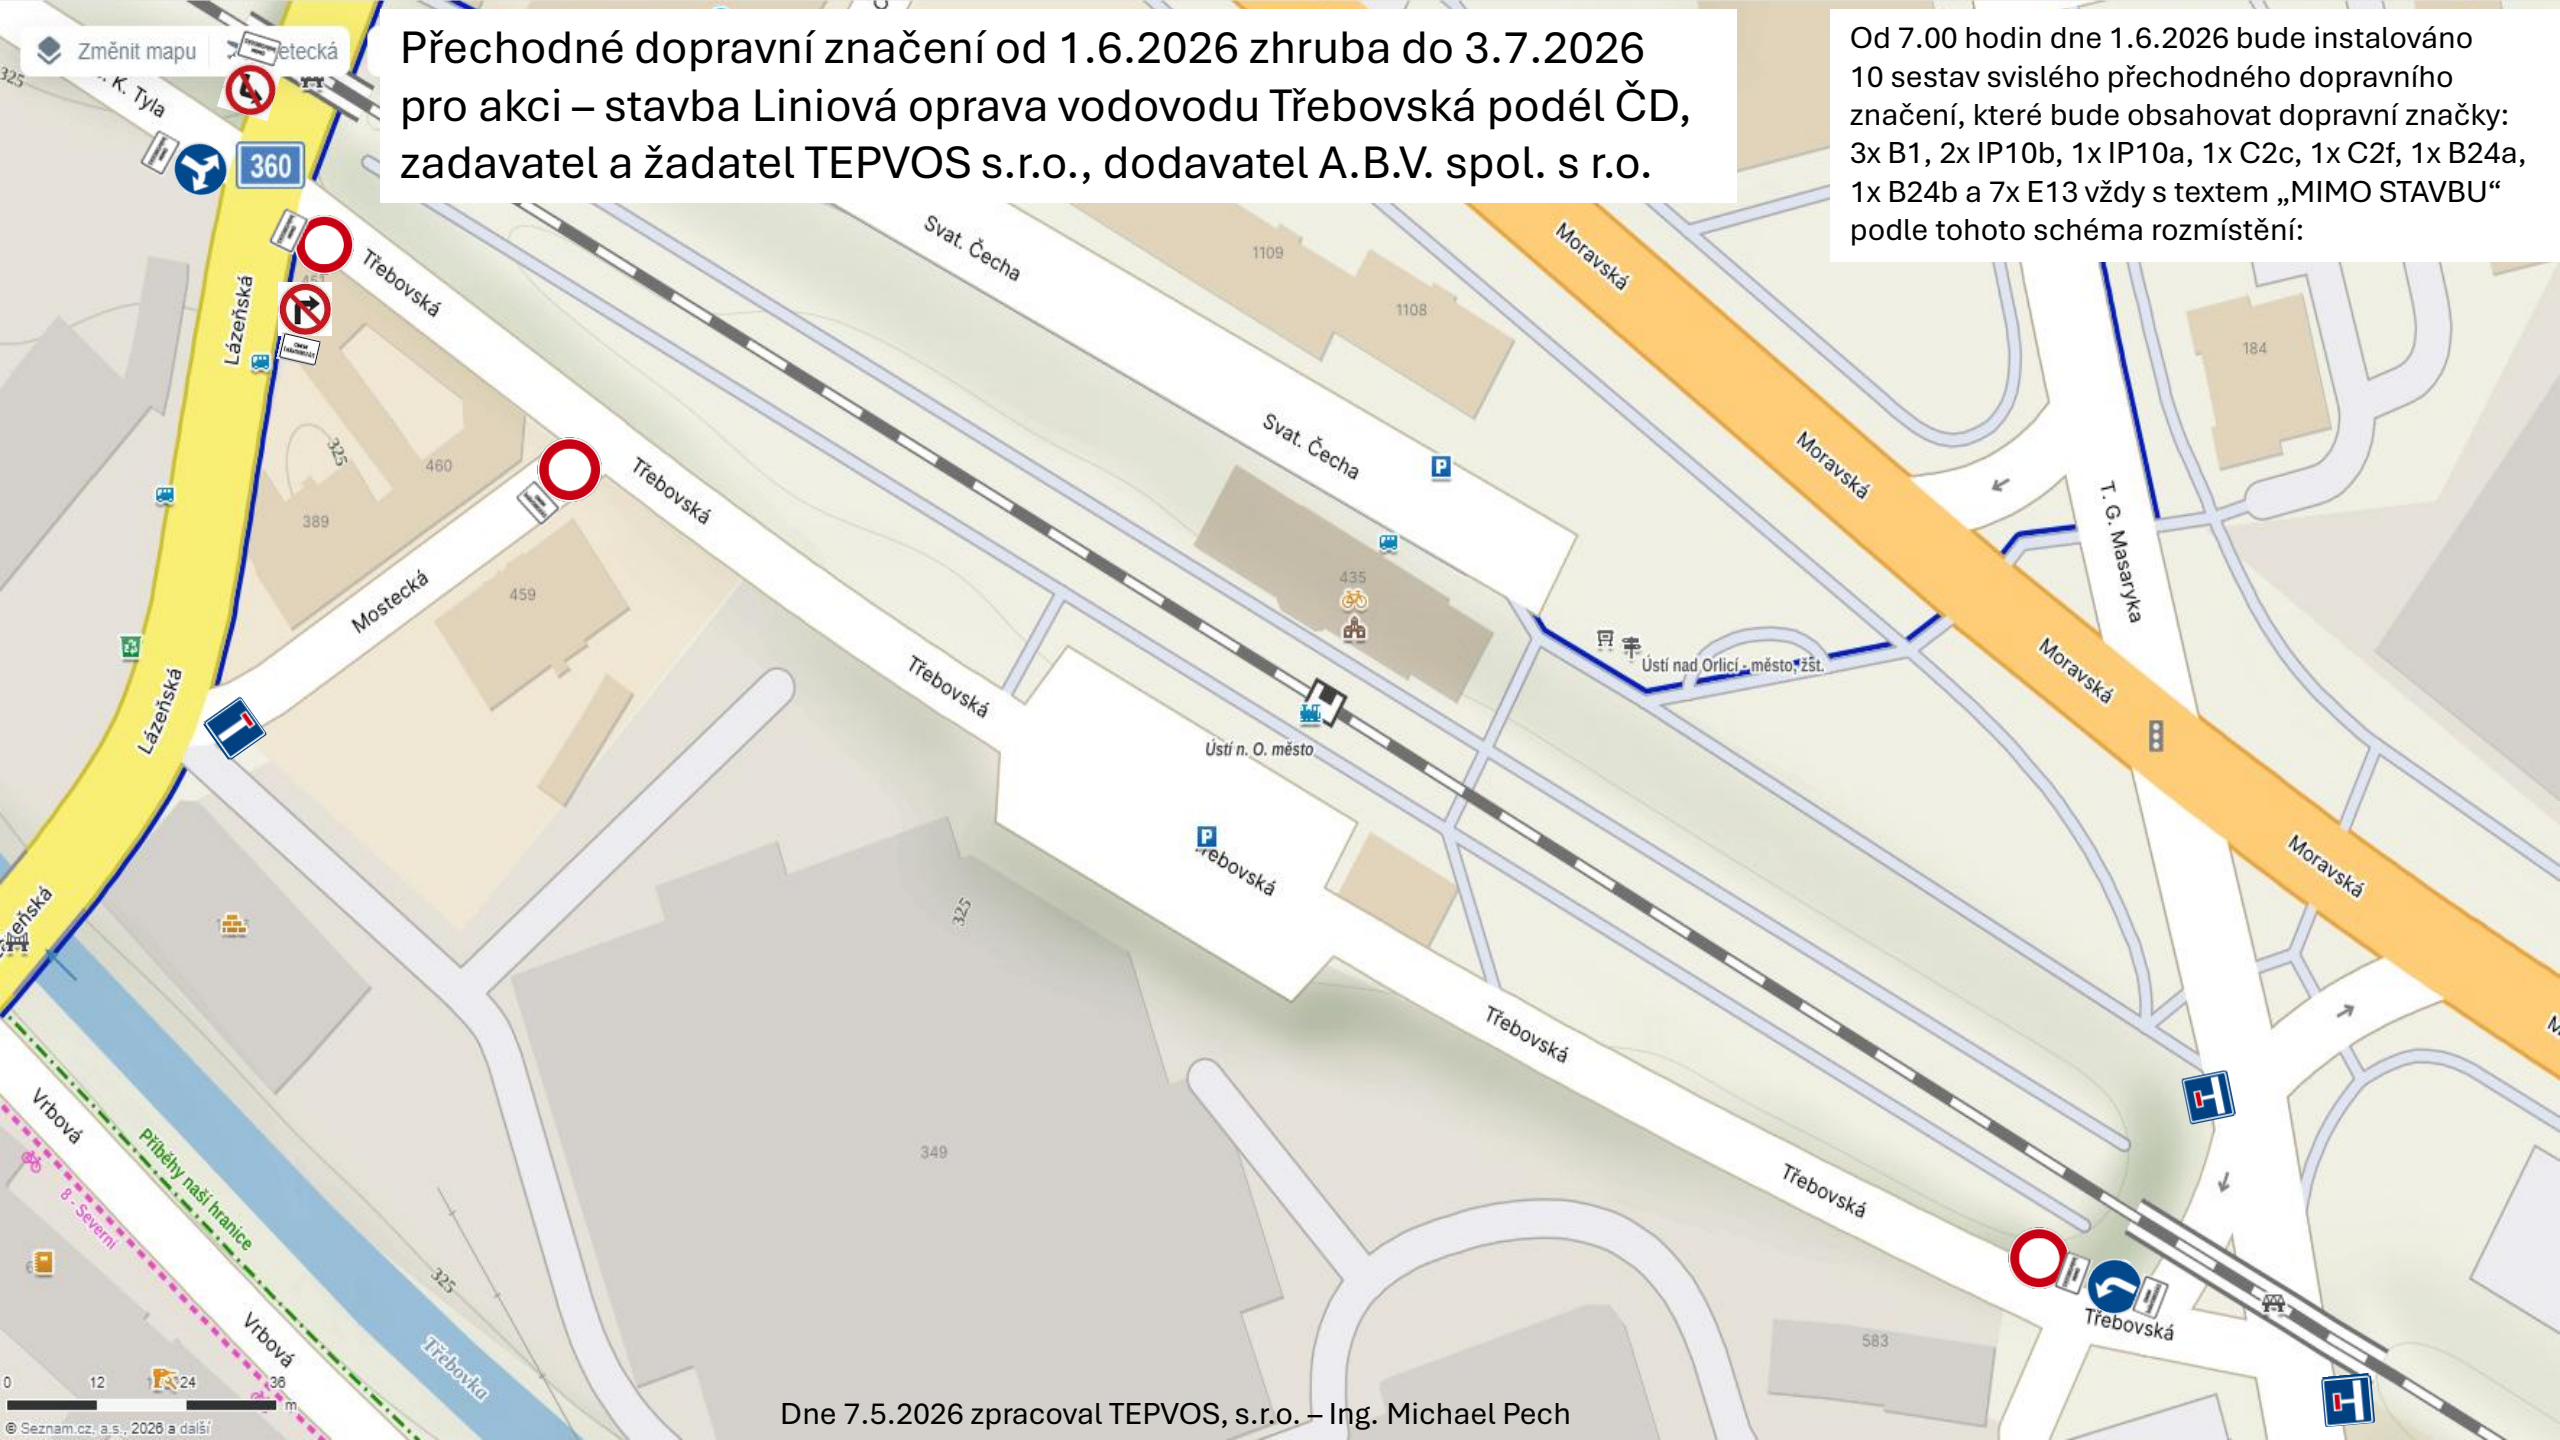 Změnit mapu
etecká
Přechodné dopravní značení od 1.6.2026 zhruba do 3.7.2026
pro akci – stavba Liniová oprava vodovodu Třebovská podél ČD,
zadavatel a žadatel TEPVOS s.r.o., dodavatel A.B.V. spol. s r.o.
Od 7.00 hodin dne 1.6.2026 bude instalováno
10 sestav svislého přechodného dopravního
značení, které bude obsahovat dopravní značky:
3x B1, 2x IP10b, 1x IP10a, 1x C2c, 1x C2f, 1x B24a,
1x B24b a 7x E13 vždy s textem „MIMO STAVBU“
podle tohoto schéma rozmístění:
325
K. Tyla
360
Třebovská
Lázeňská
Svat. Čecha
1109
1108
Moravská
184
Svat. Čecha
P
Moravská
325
460
389
Třebovská
T. G. Masaryka
435
Mostecká
459
Ústí nad Orlicí - město, žst.
Třebovská
Moravská
Lázeňská
Ústí n. O. město
P
Třebovská
Moravská
eňská
325
Třebovská
Vrbová
Příběhy naší hranice
349
8 - Severní
Třebovská
325
Třebovská
583
Vrbová
Třebovka
0 12 24 36 m
Dne 7.5.2026 zpracoval TEPVOS, s.r.o. – Ing. Michael Pech
© Seznam.cz, a.s., 2026 a další